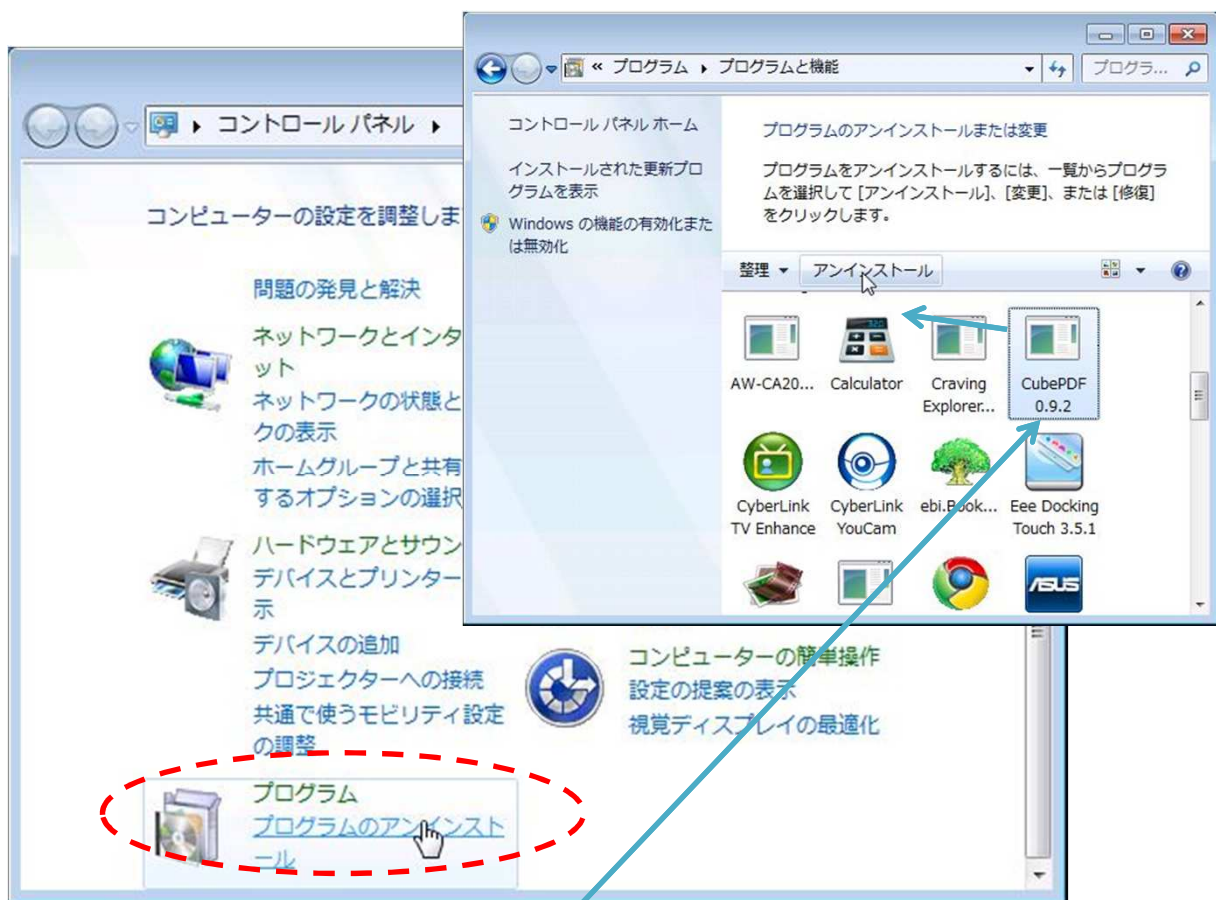 « プログラム ▸ プログラムと機能
プログラ...
コントロール パネル ホーム
インストールされた更新プロ
グラムを表示
Windows の機能の有効化また
は無効化
プログラムのアンインストールまたは変更
プログラムをアンインストールするには、一覧からプログラ
ムを選択して [アンインストール]、[変更]、または [修復]
をクリックします。
整理 ▼ アンインストール
AW-CA20...
Calculator
Craving
Explorer...
CubePDF
0.9.2
CyberLink
TV Enhance
CyberLink
YouCam
ebi.Book...
Eee Docking
Touch 3.5.1
ASUS
▸ コントロール パネル ▸
コンピューターの設定を調整しま
問題の発見と解決
ネットワークとインタ
ット
ネットワークの状態と
クの表示
ホームグループと共有
するオプションの選択
ハードウェアとサウン
デバイスとプリンター
示
デバイスの追加
プロジェクターへの接続
共通で使うモビリティ設定
の調整
プログラム
プログラムのアンインスト
ール
コンピューターの簡単操作
設定の提案の表示
視覚ディスプレイの最適化